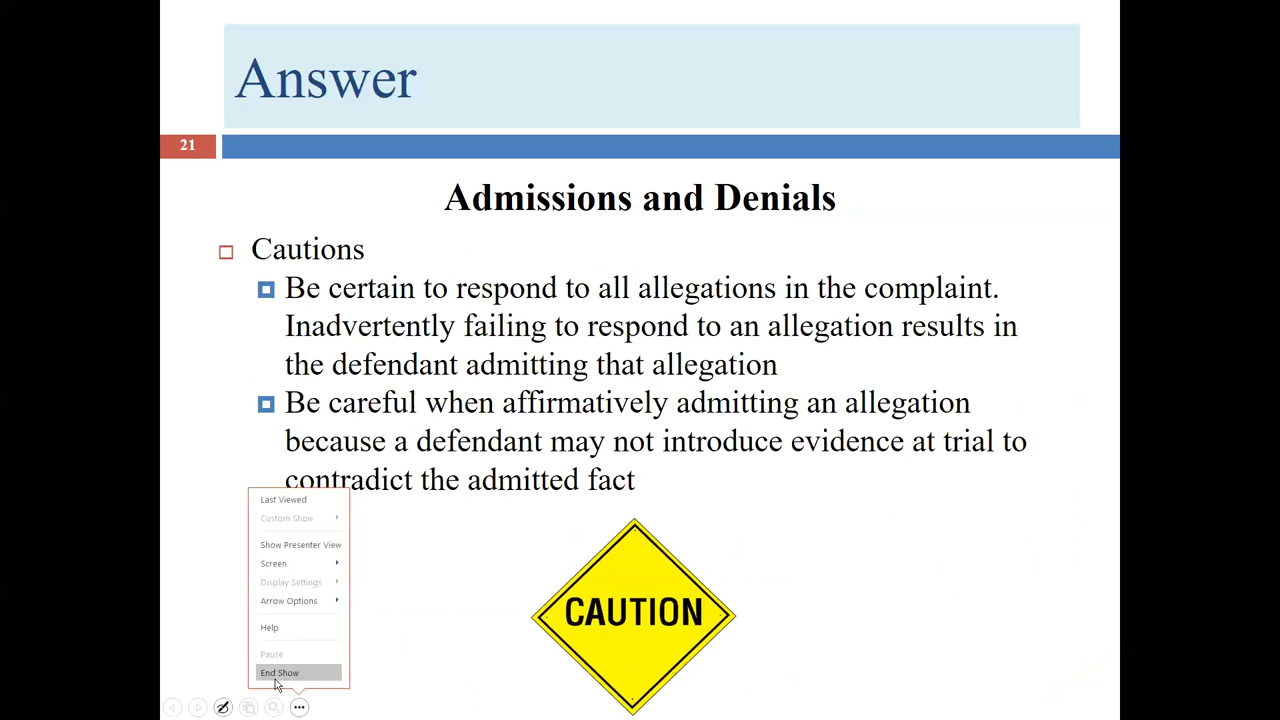 Answer
21
Admissions and Denials
Cautions
Be certain to respond to all allegations in the complaint.
Inadvertently failing to respond to an allegation results in
the defendant admitting that allegation
Be careful when affirmatively admitting an allegation
because a defendant may not introduce evidence at trial to
contradict the admitted fact
Last Viewed
Custom Show
Show Presenter View
Screen
Display Settings
Arrow Options
Help
Pause
End Show
CAUTION